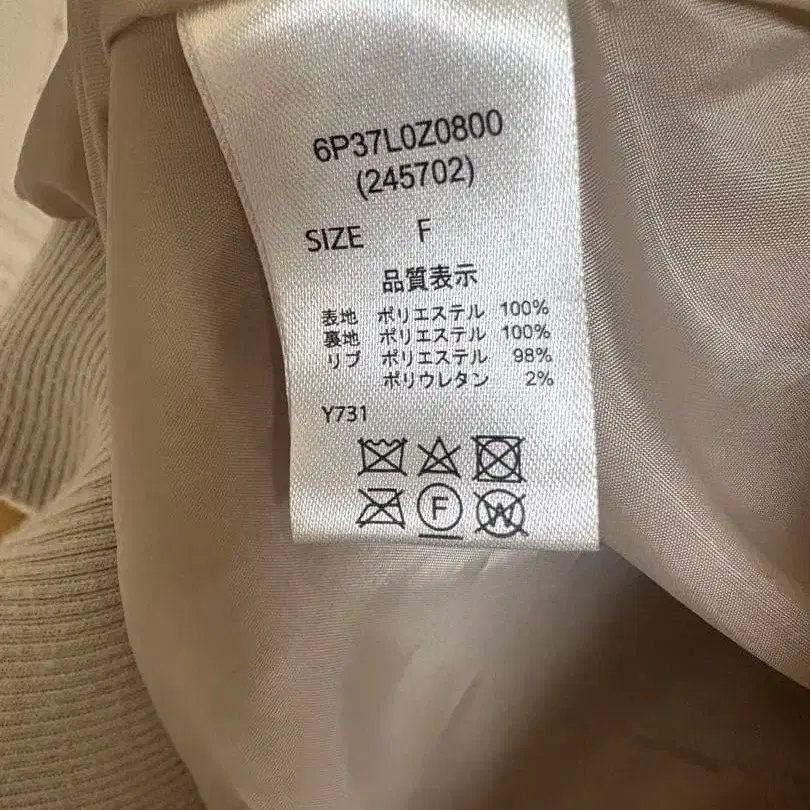 6P37L0Z0800
(245702)
SIZE F
品質表示
表地 ポリエステル 100%
裏地 ポリエステル 100%
リブ ポリエステル 98%
ポリウレタン 2%
Y731
F W